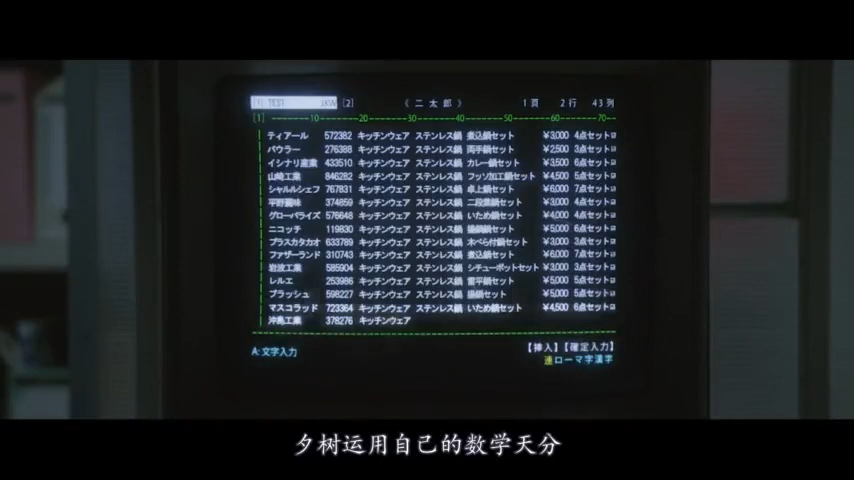 [1] TEST JXW [2] 《 二 太 郎 》 1 頁 2 行 43 列
[1] --------10--------20--------30--------40--------50--------60--------70--
ティアール 572382 キッチンウェア ステンレス鍋 煮込鍋セット ¥3,000 4点セット
パウラー 276388 キッチンウェア ステンレス鍋 両手鍋セット ¥2,500 3点セット
イシナリ産業 433510 キッチンウェア ステンレス鍋 カレー鍋セット ¥3,500 6点セット
山崎工業 846282 キッチンウェア ステンレス鍋 フッソ加工鍋セット ¥4,500 5点セット
シャルルシェフ 767831 キッチンウェア ステンレス鍋 卓上鍋セット ¥6,000 7点セット
平野麗味 374859 キッチンウェア ステンレス鍋 二段蒸鍋セット ¥3,000 4点セット
グローバライズ 576648 キッチンウェア ステンレス鍋 いため鍋セット ¥4,000 4点セット
ニコッチ 119830 キッチンウェア ステンレス鍋 揚鍋鍋セット ¥5,000 6点セット
プラスカタカオ 633789 キッチンウェア ステンレス鍋 木べら付鍋セット ¥3,000 3点セット
ファザーランド 310743 キッチンウェア ステンレス鍋 煮込鍋セット ¥6,000 7点セット
岩波工業 585904 キッチンウェア ステンレス鍋 シチューポットセット ¥3,000 3点セット
レルエ 253986 キッチンウェア ステンレス鍋 雪平鍋セット ¥5,000 5点セット
ブラッシュ 598227 キッチンウェア ステンレス鍋 揚鍋セット ¥5,000 5点セット
マスコラッド 723364 キッチンウェア ステンレス鍋 いため鍋セット ¥4,500 6点セット
沖島工業 378276 キッチンウェア
A:文字入力 【挿入】【確定入力】
連ローマ字漢字
夕树运用自己的数学天分